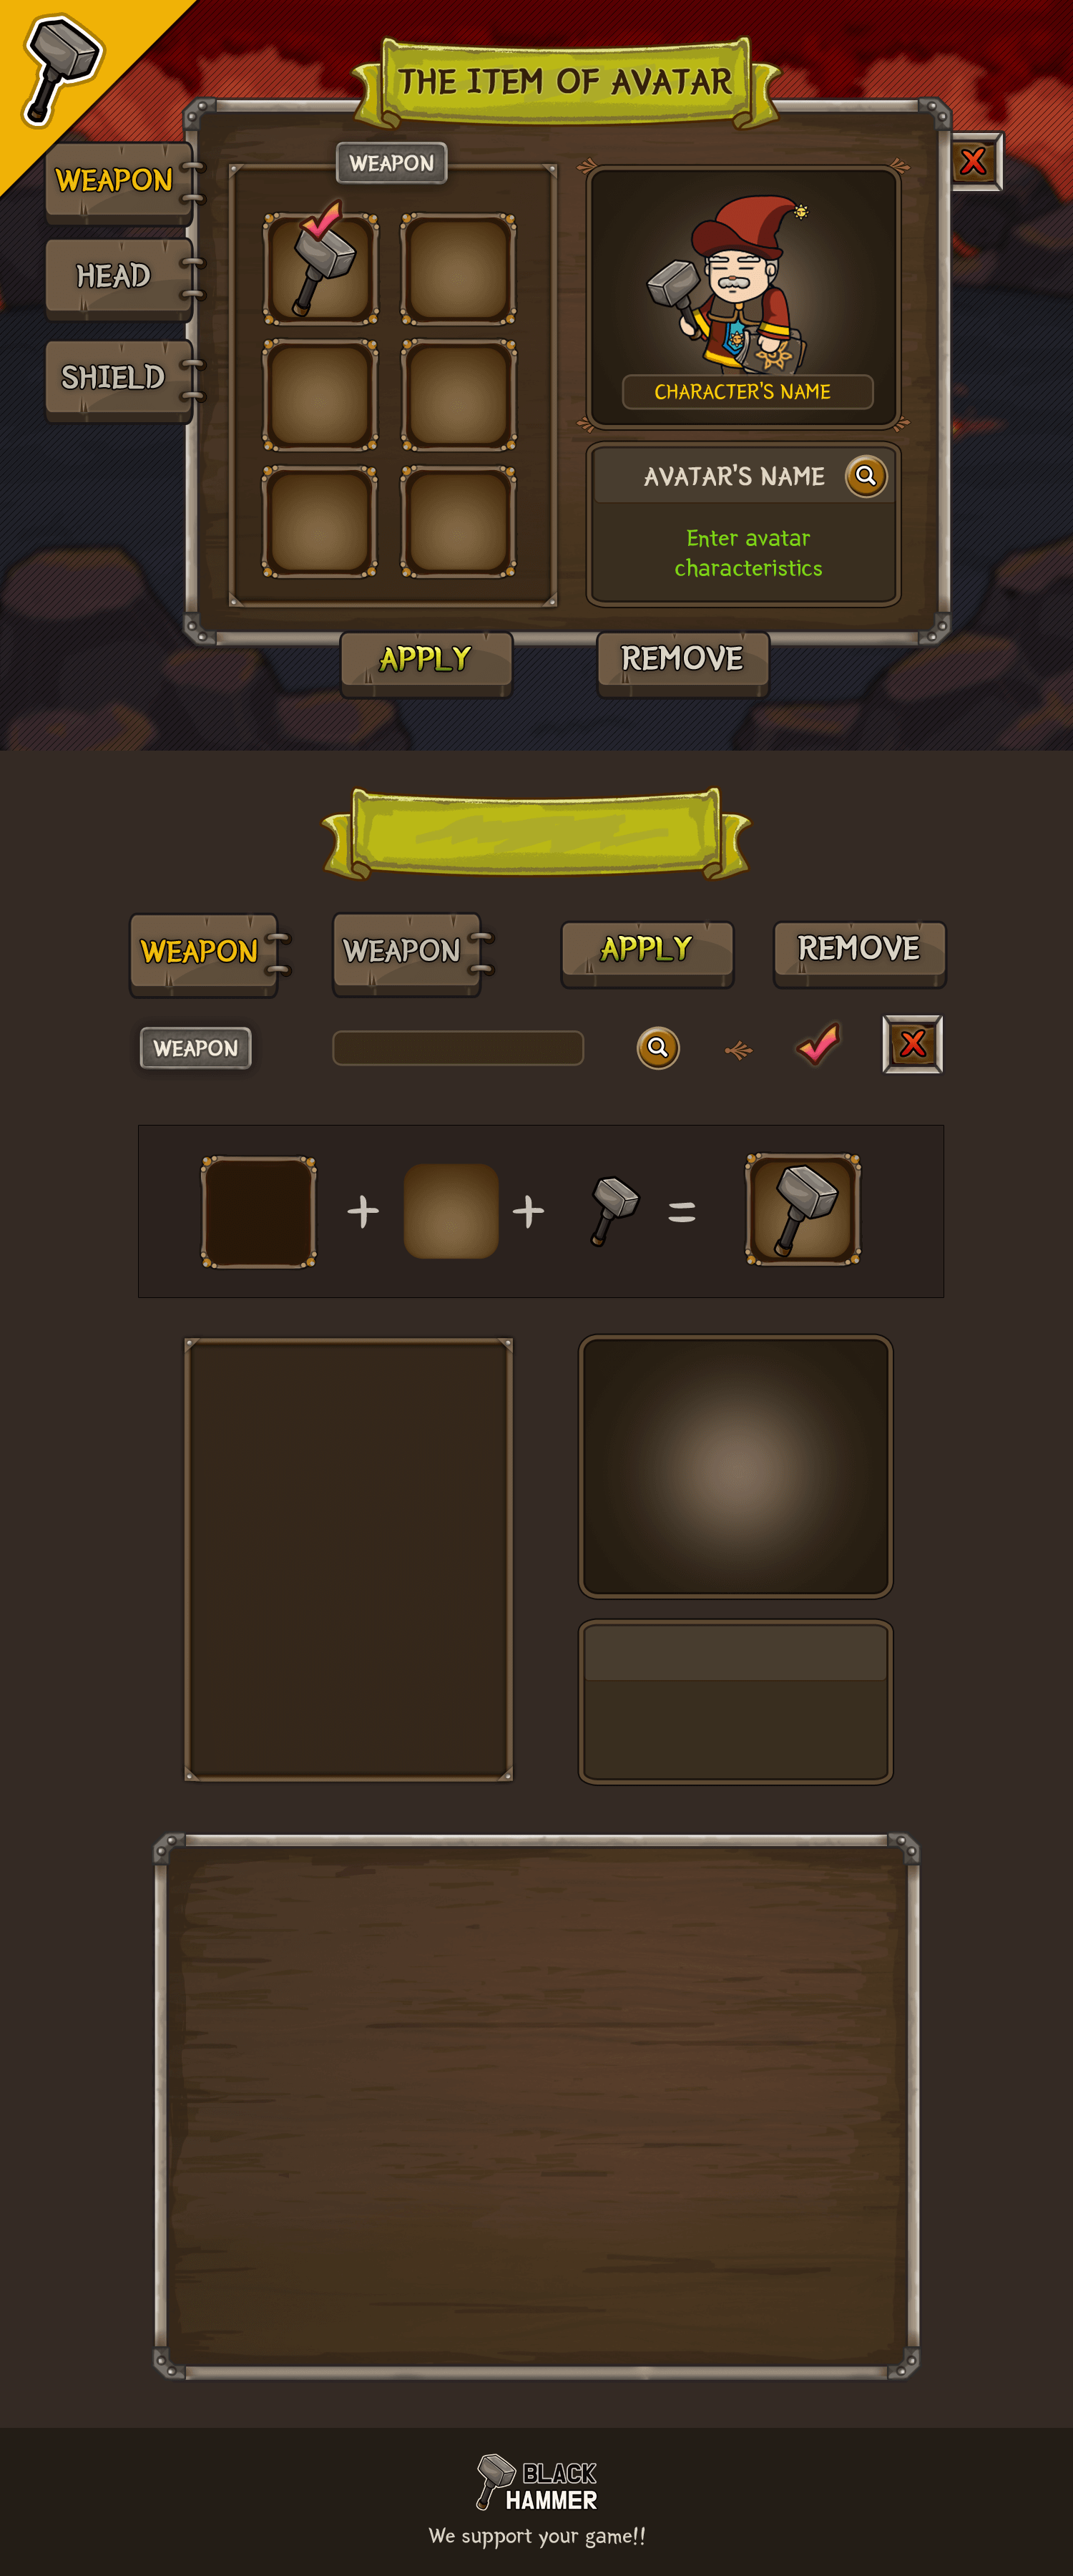 THE ITEM OF AVATAR
WEAPON
WEAPON
HEAD
SHIELD
CHARACTER'S NAME
AVATAR'S NAME
Enter avatar
characteristics
APPLY
REMOVE
WEAPON
WEAPON
APPLY
REMOVE
WEAPON
+
+
=
BLACK
HAMMER
We support your game!!